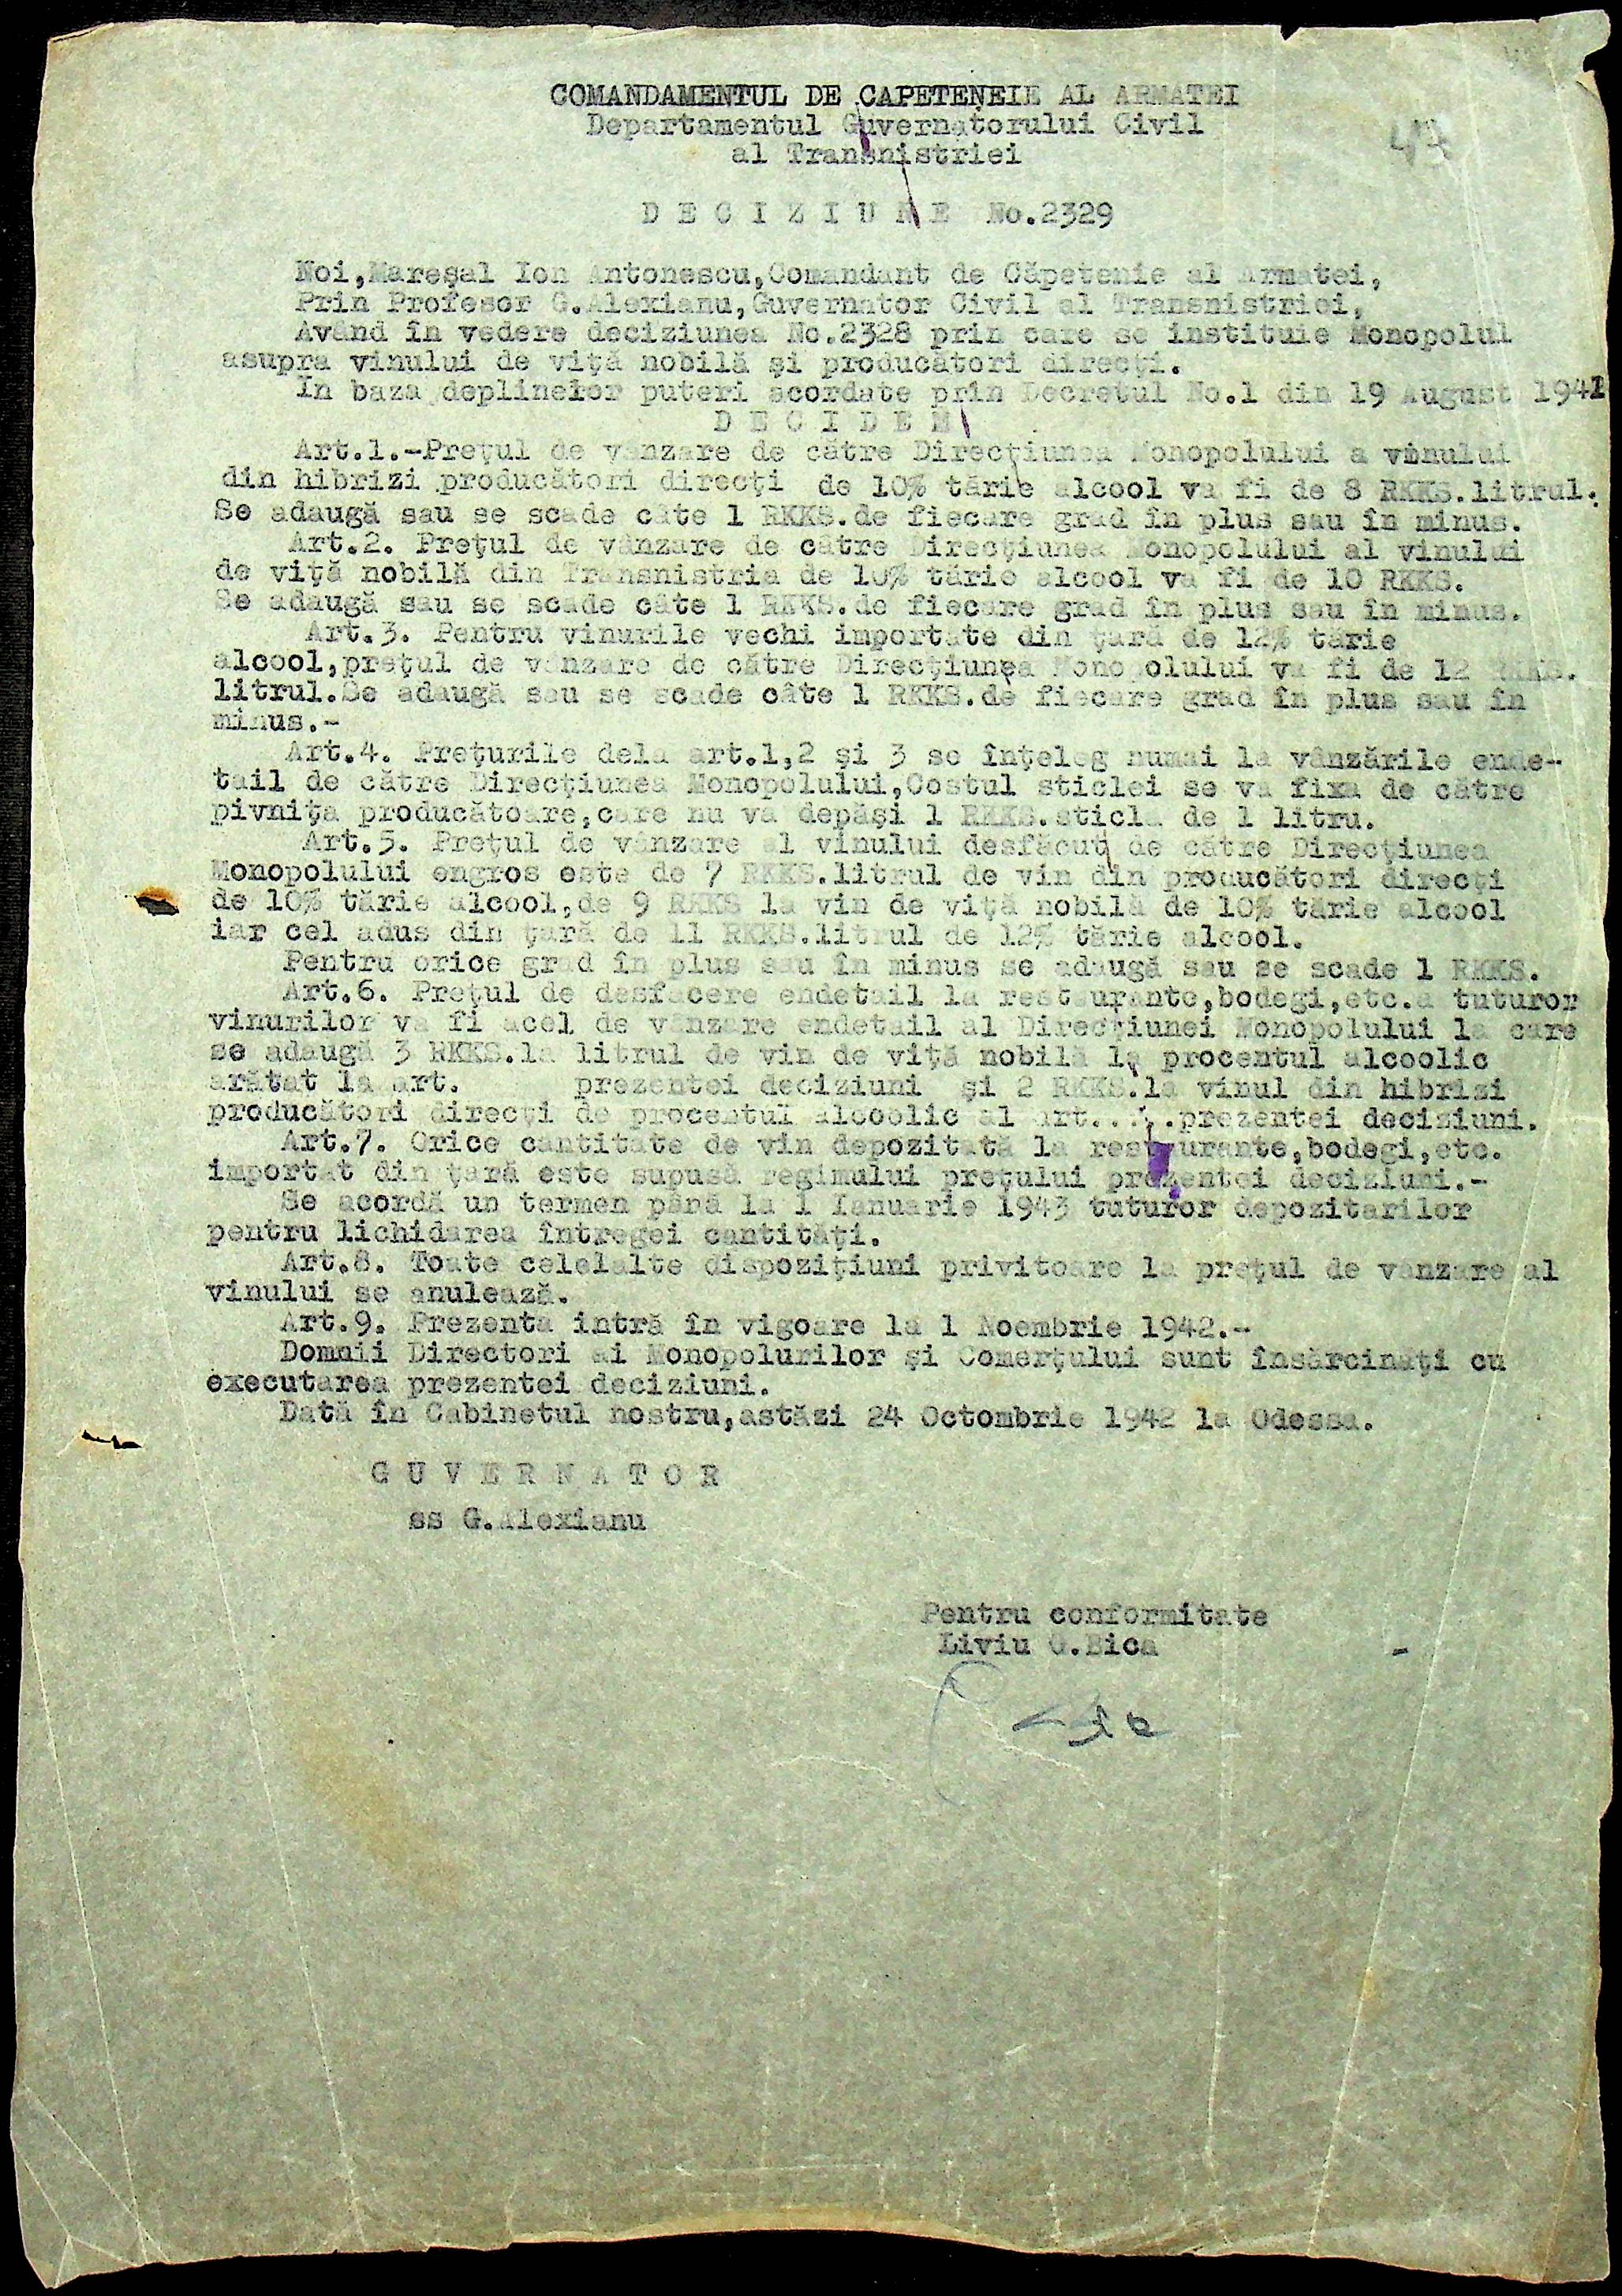 COMANDAMENTUL DE CAPETENEIE AL ARMATEI
Departamentul Guvernatorului Civil
al Transnistriei
47
D E C I Z I U N E No.2329
Noi,Mareşal Ion Antonescu,Comandant de Căpetenie al Armatei,
Prin Profesor G.Alexianu,Guvernator Civil al Transnistriei,
Având în vedere deciziunea No.2328 prin care se instituie Monopolul
asupra vinului de viţă nobilă şi producători direcţi.
In baza deplinelor puteri acordate prin Decretul No.1 din 19 August 1941
D E C I D E M
Art.1.-Preţul de vânzare de către Direcţiunea Monopolului a vinului
din hibrizi producători direcţi de 10% tărie alcool va fi de 8 RKKS.litrul.
Se adaugă sau se scade câte 1 RKKS.de fiecare grad în plus sau în minus.
Art.2. Preţul de vânzare de către Direcţiunea Monopolului al vinului
de viţă nobilă din Transnistria de 10% tărie alcool va fi de 10 RKKS.
Se adaugă sau se scade câte 1 RKKS.de fiecare grad în plus sau în minus.
Art.3. Pentru vinurile vechi importate din ţară de 12% tărie
alcool,preţul de vânzare de către Direcţiunea Monopolului va fi de 12 RKKS.
litrul.Se adaugă sau se scade câte 1 RKKS.de fiecare grad în plus sau în
minus.-
Art.4. Preţurile dela art.1,2 şi 3 se înţeleg numai la vânzările ende-
tail de către Direcţiunea Monopolului,Costul sticlei se va fixa de către
pivniţa producătoare,care nu va depăşi 1 RKKS.sticla de 1 litru.
Art.5. Preţul de vânzare al vinului desfăcut de către Direcţiunea
Monopolului engros este de 7 RKKS.litrul de vin din producători direcţi
de 10% tărie alcool,de 9 RKKS la vin de viţă nobilă de 10% tărie alcool
iar cel adus din ţară de 11 RKKS.litrul de 12% tărie alcool.
Pentru orice grad în plus sau în minus se adaugă sau se scade 1 RKKS.
Art.6. Preţul de desfacere endetail la restaurante,bodegi,etc.a tuturor
vinurilor va fi acel de vânzare endetail al Direcţiunei Monopolului la care
se adaugă 3 RKKS.la litrul de vin de viţă nobilă la procentul alcoolic
arătat la art. prezentei deciziuni şi 2 RKKS.la vinul din hibrizi
producători direcţi de procentul alcoolic al art.....prezentei deciziuni.
Art.7. Orice cantitate de vin depozitată la restaurante,bodegi,etc.
importat din ţară este supusă regimului preţului prezentei deciziuni.-
Se acordă un termen până la 1 Ianuarie 1943 tuturor depozitarilor
pentru lichidarea întregei cantităţi.
Art.8. Toate celelalte dispoziţiuni privitoare la preţul de vânzare al
vinului se anulează.
Art.9. Prezenta intră în vigoare la 1 Noembrie 1942.-
Domnii Directori ai Monopolurilor şi Comerţului sunt însărcinaţi cu
executarea prezentei deciziuni.
Dată în Cabinetul nostru,astăzi 24 Octombrie 1942 la Odessa.
G U V E R N A T O R
ss G.Alexianu
Pentru conformitate
Liviu G.Bica